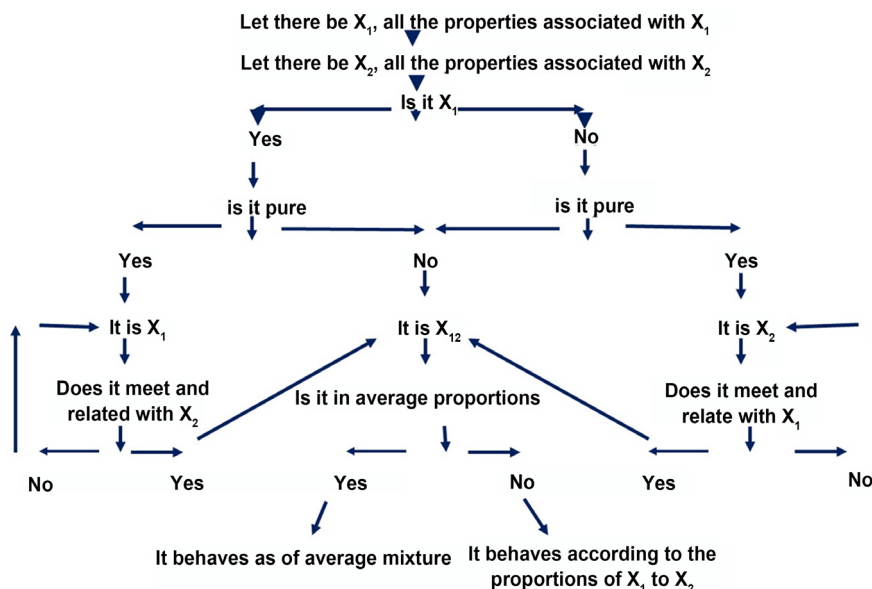 Let there be X₁, all the properties associated with X₁
Let there be X₂, all the properties associated with X₂
Is it X₁
Yes
No
is it pure
is it pure
Yes
No
Yes
It is X₁
It is X₁₂
It is X₂
Does it meet and
related with X₂
Is it in average proportions
Does it meet and
relate with X₁
No
Yes
Yes
No
Yes
No
It behaves as of average mixture
It behaves according to the
proportions of X₁ to X₂